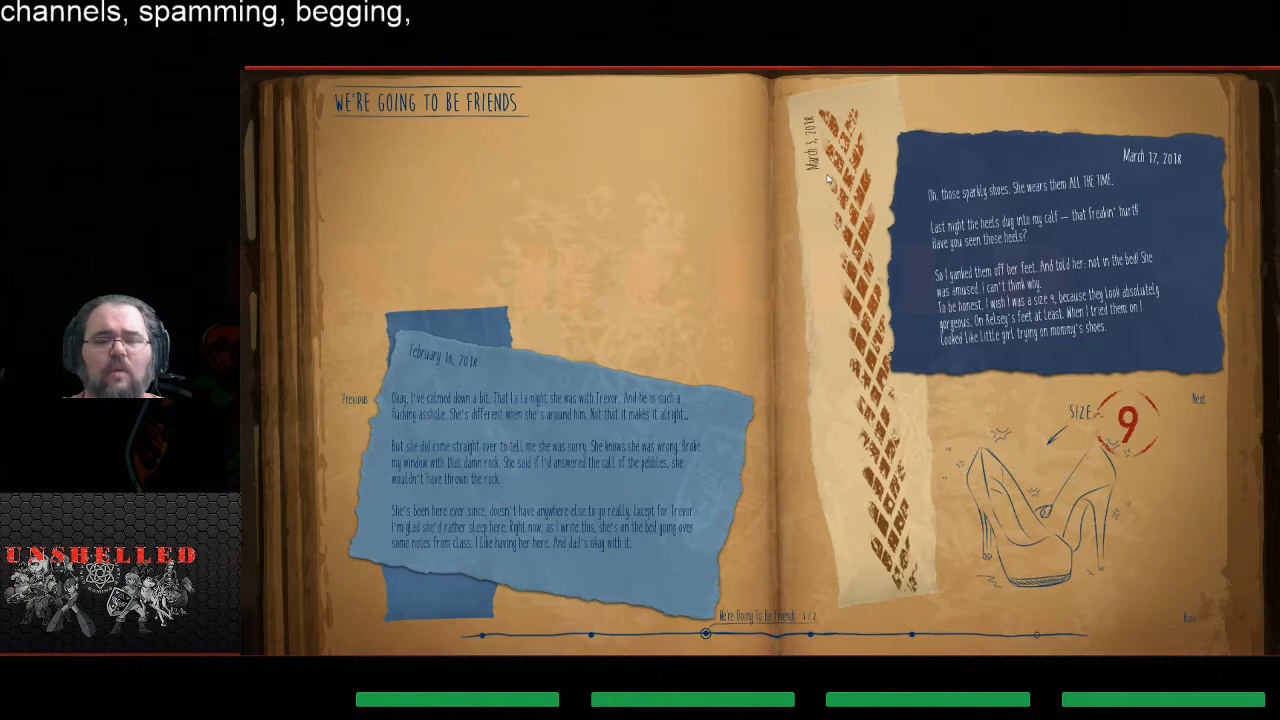 channels, spamming, begging,
WE'RE GOING TO BE FRIENDS
February 16, 2018
Okay, I've calmed down a bit. That La La night she was with Trevor. And he is such a
fucking asshole. She's different when she's around him. Not that it makes it alright...
But she did come straight over to tell me she was sorry. She knows she was wrong. Broke
my window with that damn rock. She said if I'd answered the call of the pebbles, she
wouldn't have thrown the rock.
She's been here ever since, doesn't have anywhere else to go really. Except for Trevor.
I'm glad she'd rather sleep here. Right now, as I write this, she's on the bed going over
some notes from class. I like having her here. And dad's okay with it.
Previous
March 3, 2018
March 17, 2018
Oh, those sparkly shoes. She wears them ALL THE TIME.
Last night the heels dug into my calf – that freakin' hurt!!
Have you seen those heels?
So I yanked them off her feet. And told her: not in the bed! She
was amused. I can't think why.
To be honest, I wish I was a size 9, because they look absolutely
gorgeous. On Kelsey's feet at least. When I tried them on I
looked like little girl trying on mommy's shoes.
SIZE 9
Next
We're Going To Be Friends 1 / 2
Back
UNSHELLED